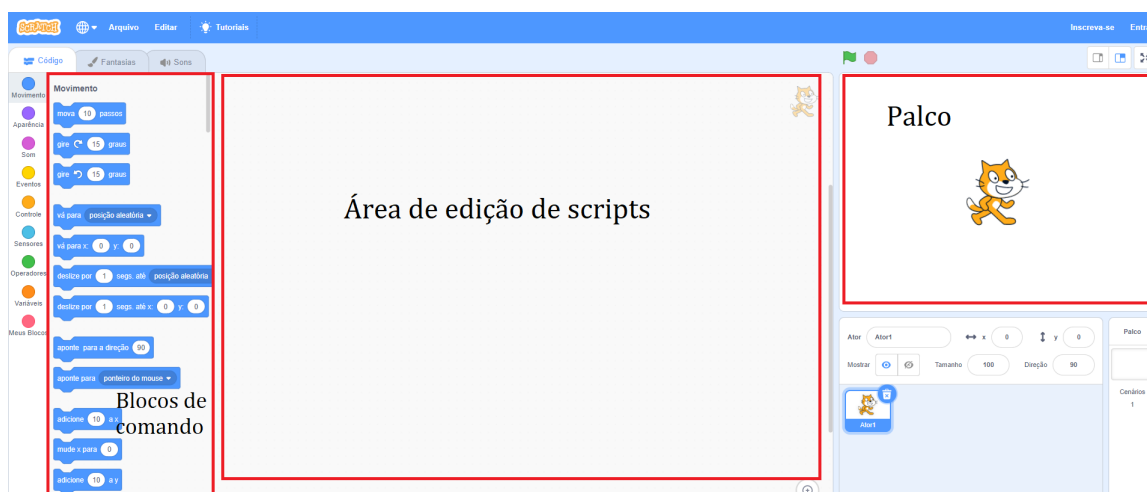 SCRATCH Arquivo Editar Tutoriais Inscreva-se Entra
Código Fantasias Sons
Movimento
Aparência
Som
Eventos
Controle
Sensores
Operadores
Variáveis
Meus Blocos
Movimento
mova 10 passos
gire 15 graus
gire 15 graus
vá para posição aleatória
vá para x: 0 y: 0
deslize por 1 segs. até posição aleatória
deslize por 1 segs. até x: 0 y: 0
aponte para a direção 90
aponte para ponteiro do mouse
adicione 10 a x
mude x para 0
adicione 10 a y
Blocos de
comando
Área de edição de scripts
Palco
Ator Ator1 x 0 y 0
Mostrar Tamanho 100 Direção 90
Ator1
Palco
Cenários
1